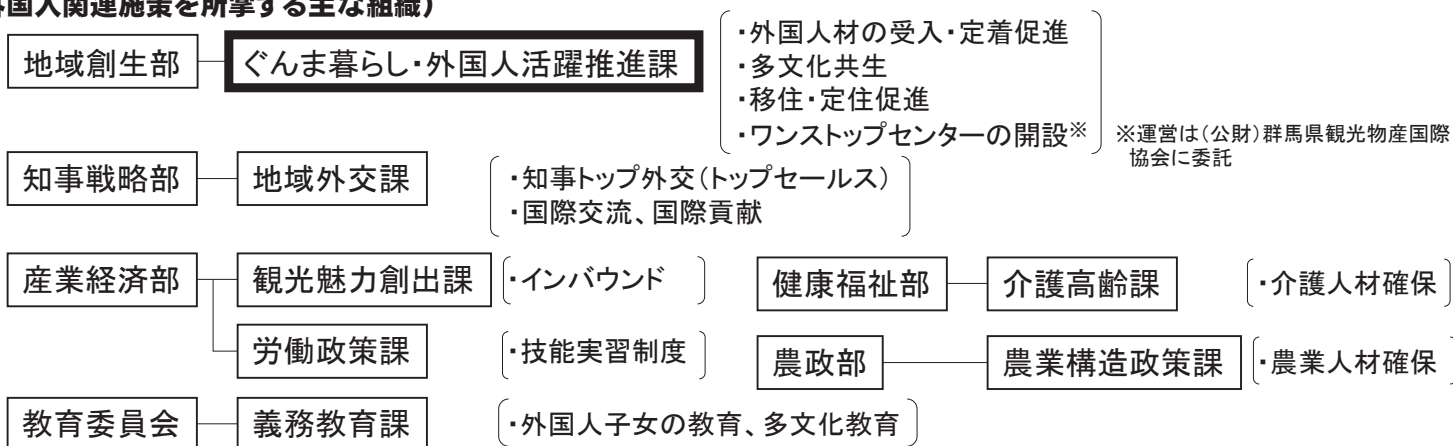 国人関連施策を所掌する主な組織)
地域創生部
ぐんま暮らし・外国人活躍推進課
・外国人材の受入・定着促進
・多文化共生
・移住・定住促進
・ワンストップセンターの開設※
※運営は(公財)群馬県観光物産国際
協会に委託
知事戦略部
地域外交課
・知事トップ外交(トップセールス)
・国際交流、国際貢献
産業経済部
観光魅力創出課
・インバウンド
健康福祉部
介護高齢課
・介護人材確保
労働政策課
・技能実習制度
農政部
農業構造政策課
・農業人材確保
教育委員会
義務教育課
・外国人子女の教育、多文化教育